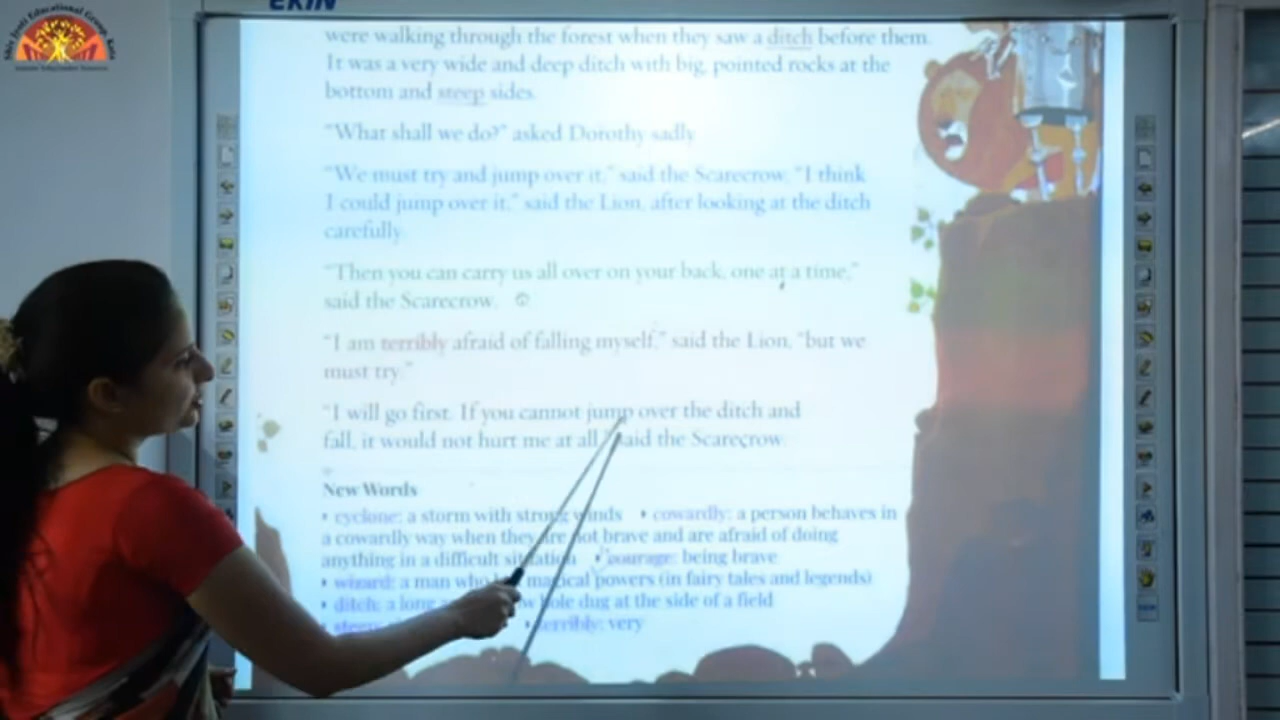 EKIN
Shiv Jyoti Educational Group, Kota
were walking through the forest when they saw a ditch before them.
It was a very wide and deep ditch with big, pointed rocks at the
bottom and steep sides.
"What shall we do?" asked Dorothy sadly.
"We must try and jump over it," said the Scarecrow. "I think
I could jump over it," said the Lion, after looking at the ditch
carefully.
"Then you can carry us all over on your back, one at a time,"
said the Scarecrow.
"I am terribly afraid of falling myself," said the Lion, "but we
must try."
"I will go first. If you cannot jump over the ditch and
fall, it would not hurt me at all," said the Scarecrow.
New Words
• cyclone: a storm with strong winds • cowardly: a person behaves in
a cowardly way when they are not brave and are afraid of doing
anything in a difficult situation • courage: being brave
• wizard: a man who magical powers (in fairy tales and legends)
• ditch: a long hole dug at the side of a field
• steep • terribly: very